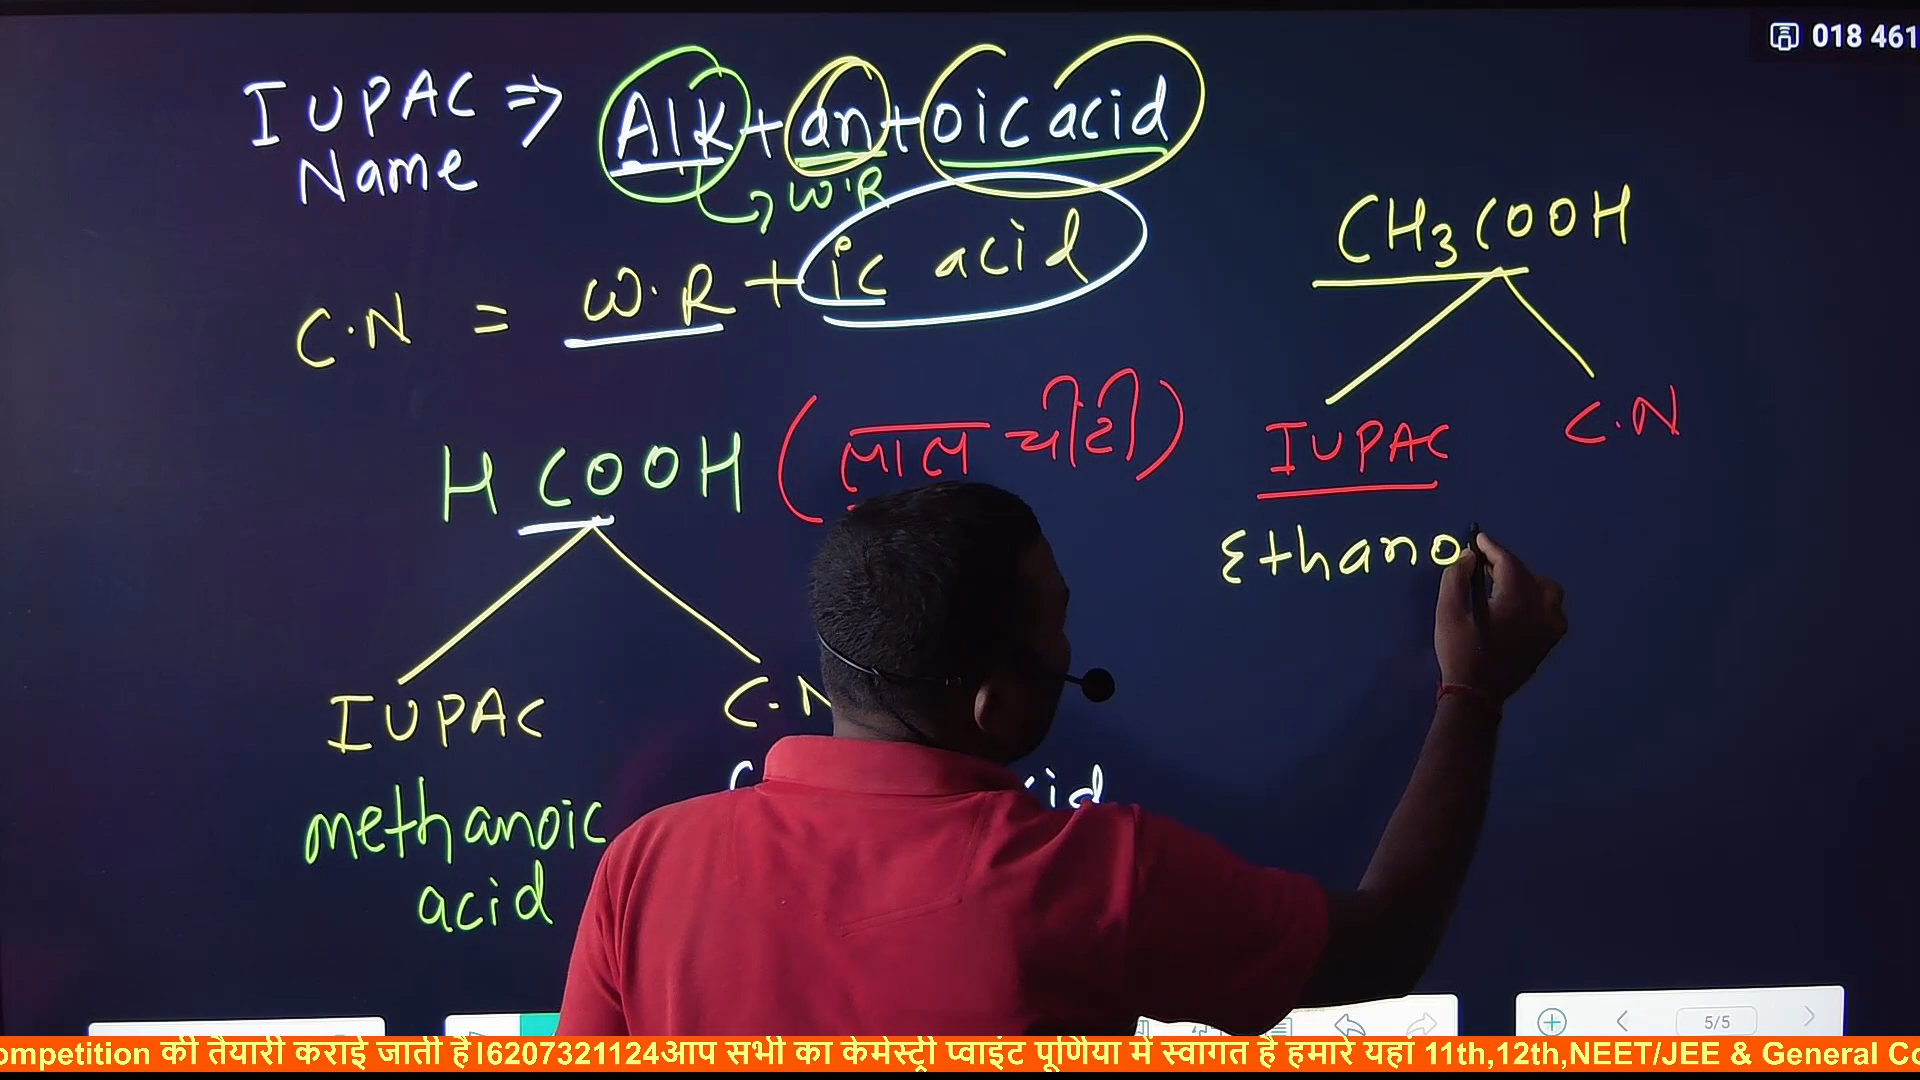 018 461
IUPAC ⇒ Alk + an + oic acid
Name
W.R
C.N = W.R + ic acid
CH3COOH
IUPAC
C.N
Ethano
HCOOH (लाल चींटी)
IUPAC
C.N
methanoic
acid
ompetition की तैयारी कराई जाती है।6207321124आप सभी का केमेस्ट्री प्वाइंट पूर्णिया में स्वागत है हमारे यहां 11th,12th,NEET/JEE & General Co
5/5